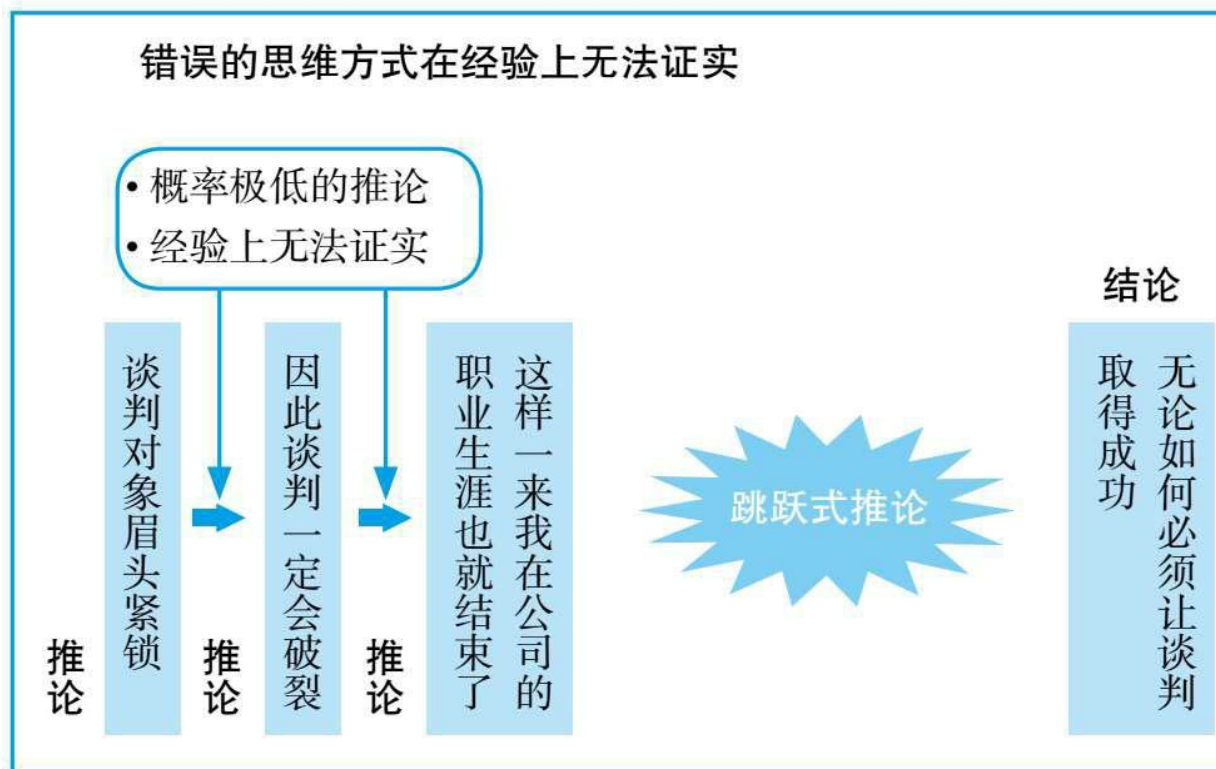 错误的思维方式在经验上无法证实
• 概率极低的推论
• 经验上无法证实
推论
谈判对象眉头紧锁
推论
因此谈判一定会破裂
推论
这样一来我在公司的
职业生涯也就结束了
跳跃式推论
结论
无论如何必须让谈判
取得成功